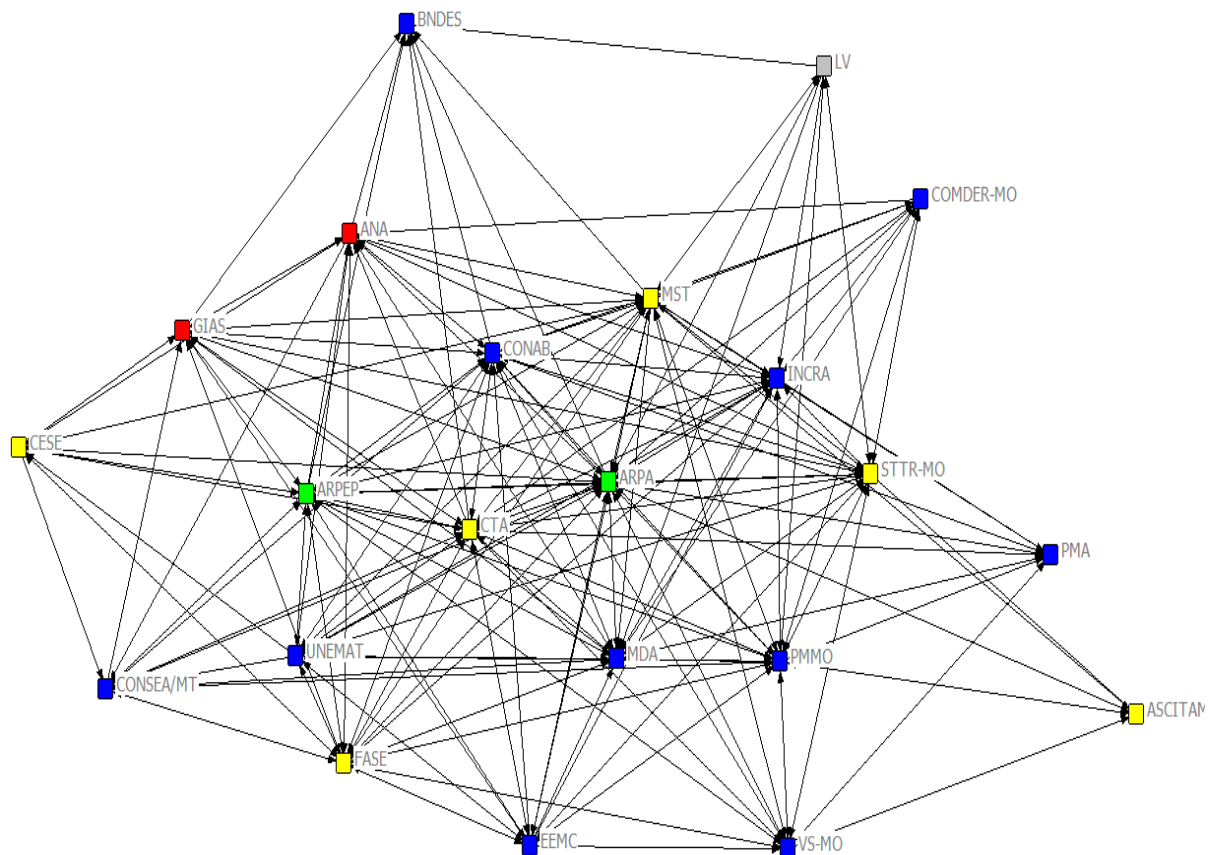 BNDES
LV
COMDER-MO
ANA
MST
GIAS
CONAB
INCRA
CESE
STTR-MO
ARPEP
ARPA
CTA
PMA
UNEMAT
MDA
PMMO
CONSEA/MT
ASCITAM
FASE
EEMC
VS-MO